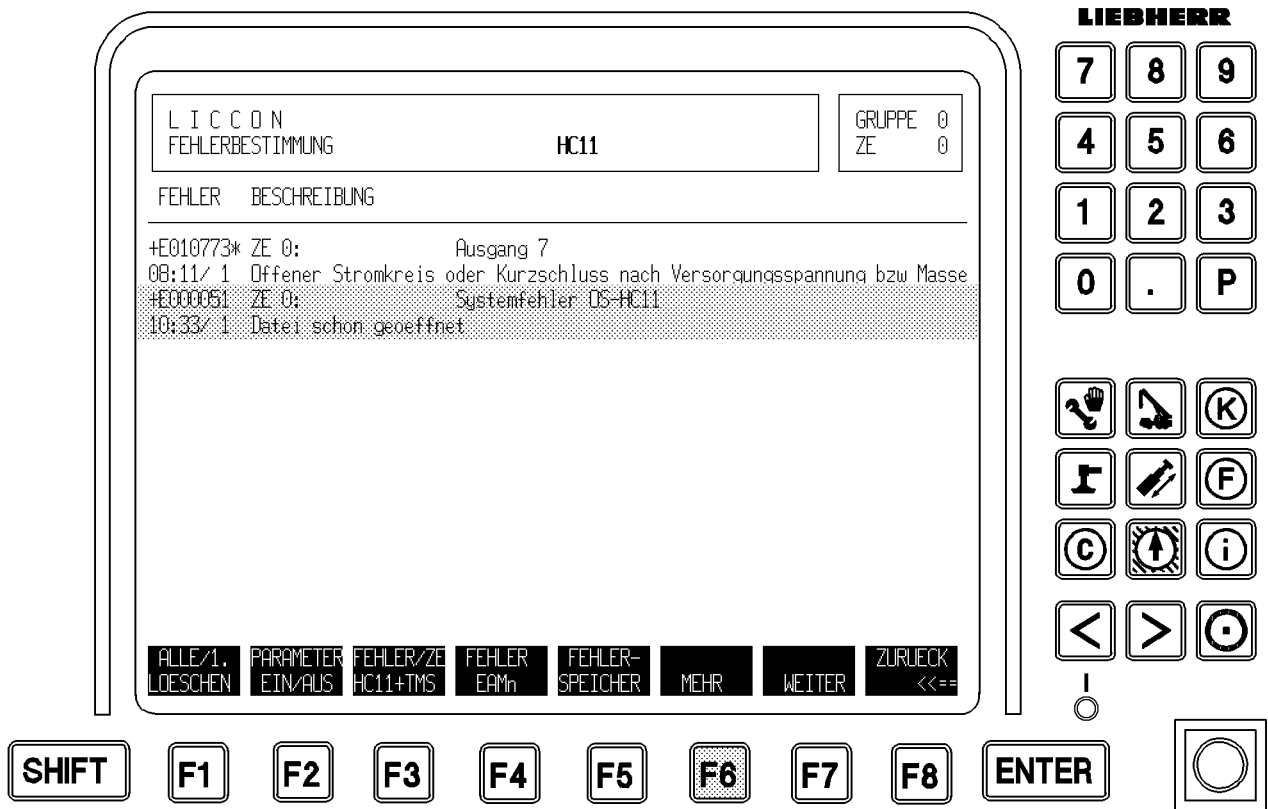 LIEBHERR
L I C C O N
FEHLERBESTIMMUNG HC11
GRUPPE 0
ZE 0
FEHLER BESCHREIBUNG
+E010773* ZE 0: Ausgang 7
08:11/ 1 Offener Stromkreis oder Kurzschluss nach Versorgungsspannung bzw Masse
+E000051 ZE 0: Systemfehler OS-HC11
10:33/ 1 Datei schon geoeffnet
ALLE/1. LOESCHEN
PARAMETER EIN/AUS
FEHLER/ZE HC11+TMS
FEHLER EAMn
FEHLER- SPEICHER
MEHR
WEITER
ZURUECK <<==
7 8 9
4 5 6
1 2 3
0 . P
K
F
C i
< >
SHIFT F1 F2 F3 F4 F5 F6 F7 F8 ENTER